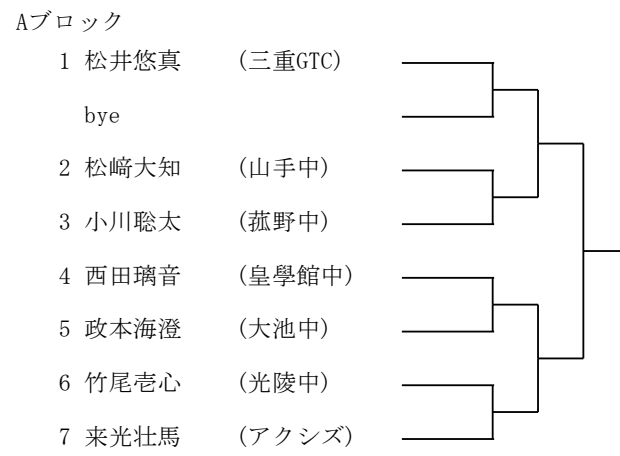 Aブロック
1 松井悠真 (三重GTC)
bye
2 松﨑大知 (山手中)
3 小川聡太 (菰野中)
4 西田璃音 (皇學館中)
5 政本海澄 (大池中)
6 竹尾壱心 (光陵中)
7 来光壮馬 (アクシズ)